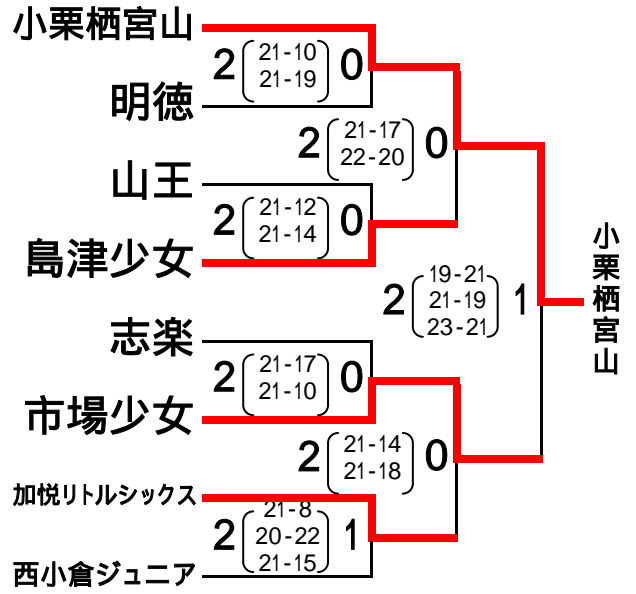 小栗栖宮山
2 21-10 0
21-19
明徳
2 21-17 0
22-20
山王
2 21-12 0
21-14
島津少女
2 19-21 1
21-19
23-21
小栗栖宮山
志楽
2 21-17 0
21-10
市場少女
2 21-14 0
21-18
加悦リトルシックス
2 21-8 1
20-22
21-15
西小倉ジュニア